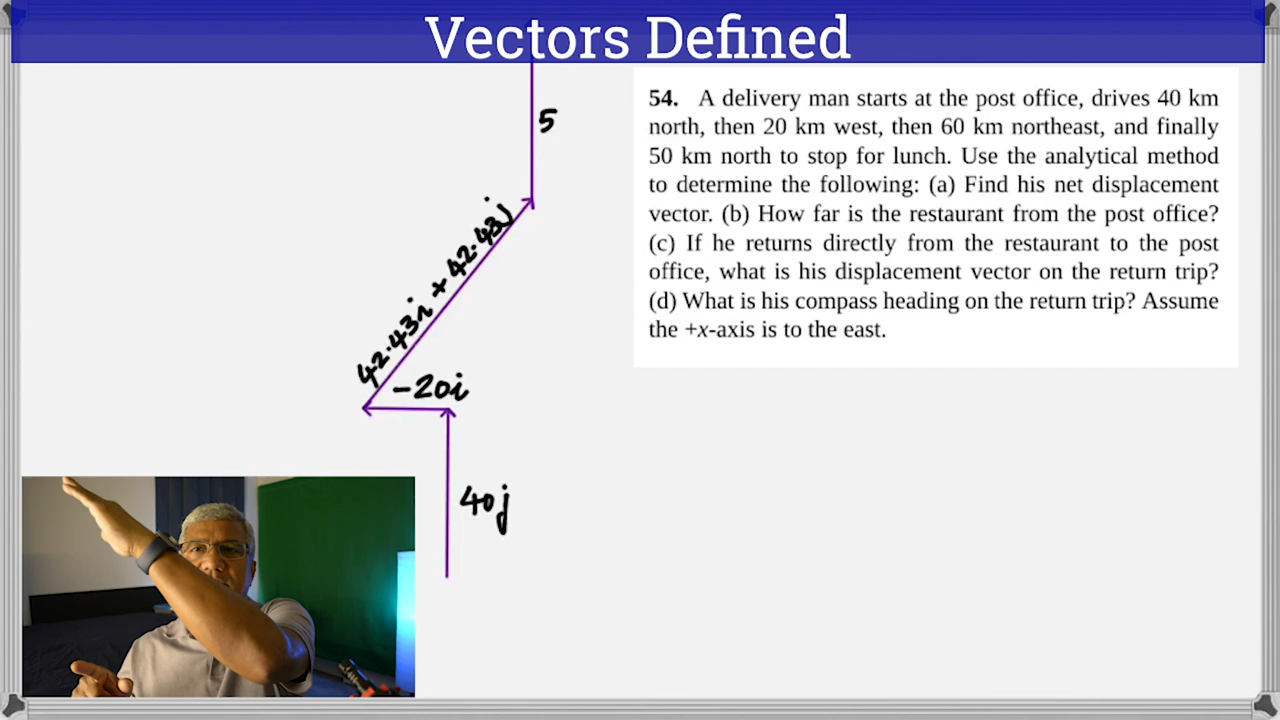 Vectors Defined
5
42.43i + 42.43j
-20i
40j
54. A delivery man starts at the post office, drives 40 km
north, then 20 km west, then 60 km northeast, and finally
50 km north to stop for lunch. Use the analytical method
to determine the following: (a) Find his net displacement
vector. (b) How far is the restaurant from the post office?
(c) If he returns directly from the restaurant to the post
office, what is his displacement vector on the return trip?
(d) What is his compass heading on the return trip? Assume
the +x-axis is to the east.